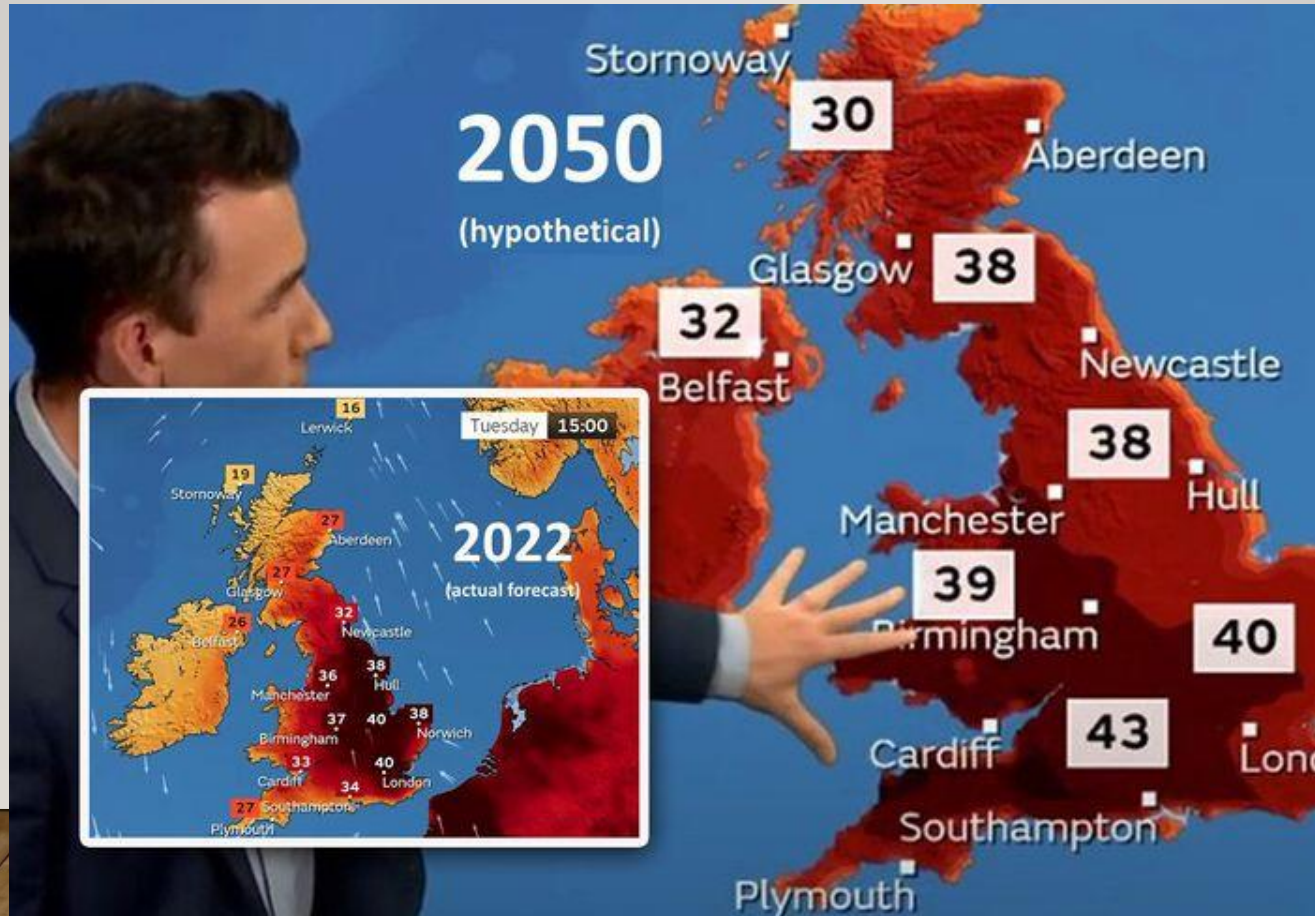 Stornoway
30
2050
Aberdeen
(hypothetical)
Glasgow
38
32
Belfast
Newcastle
38
Hull
Manchester
39
Birmingham
40
43
Cardiff
Lond
Southampton
Plymouth
16
Lerwick
Tuesday 15:00
19
Stornoway
27
Aberdeen
2022
(actual forecast)
27
Glasgow
26
Belfast
32
Newcastle
38
Hull
36
Manchester
37
Birmingham
40
38
Norwich
33
Cardiff
40
London
34
Southampton
27
Plymouth